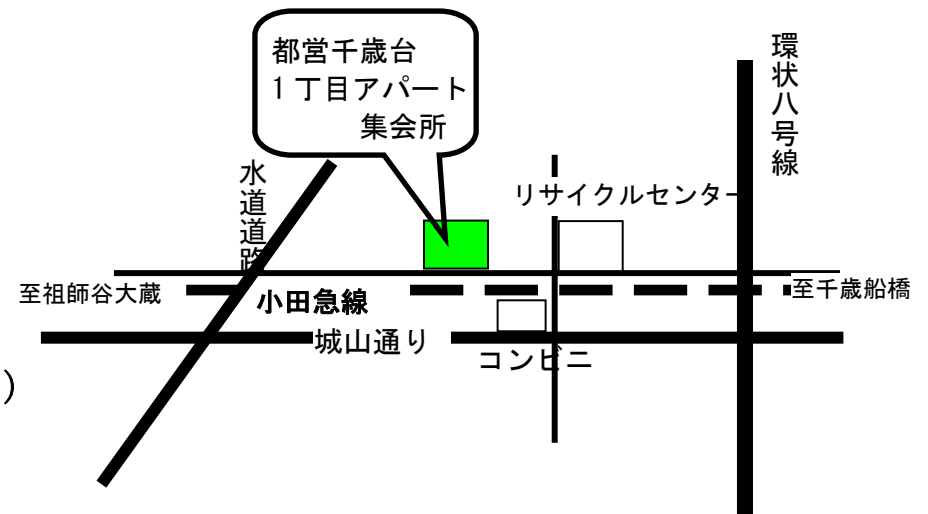 都営千歳台
1丁目アパート
集会所
環状八号線
水道道路
リサイクルセンター
至祖師谷大蔵
小田急線
至千歳船橋
城山通り
コンビニ
）